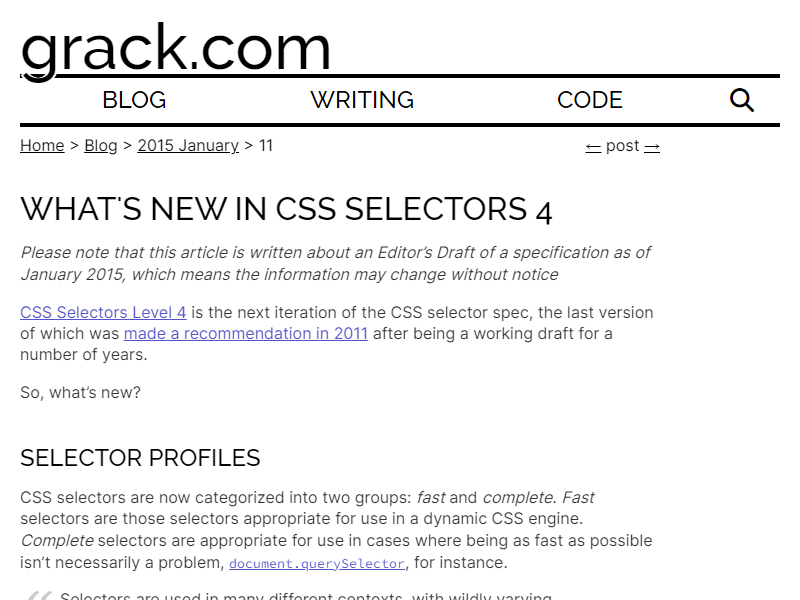 grack.com
BLOG WRITING CODE
Home > Blog > 2015 January > 11 ← post →
WHAT'S NEW IN CSS SELECTORS 4
Please note that this article is written about an Editor’s Draft of a specification as of
January 2015, which means the information may change without notice
CSS Selectors Level 4 is the next iteration of the CSS selector spec, the last version
of which was made a recommendation in 2011 after being a working draft for a
number of years.
So, what’s new?
SELECTOR PROFILES
CSS selectors are now categorized into two groups: fast and complete. Fast
selectors are those selectors appropriate for use in a dynamic CSS engine.
Complete selectors are appropriate for use in cases where being as fast as possible
isn’t necessarily a problem, document.querySelector, for instance.
“ Selectors are used in many different contexts, with wildly varying